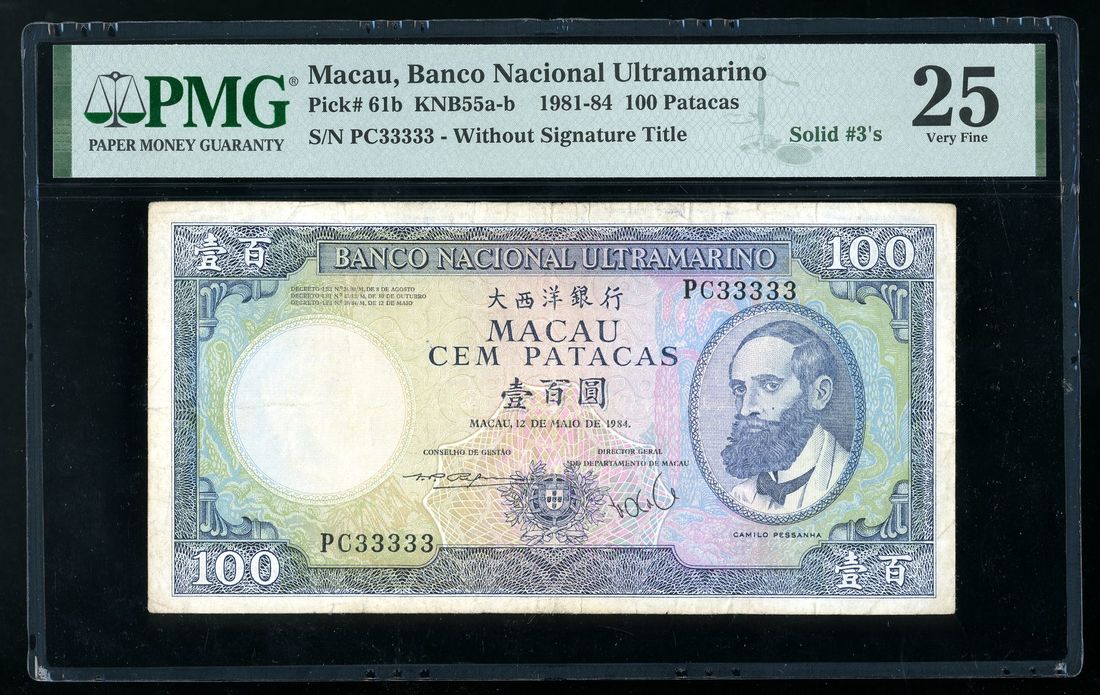 PMG®
PAPER MONEY GUARANTY
Macau, Banco Nacional Ultramarino
Pick# 61b KNB55a-b 1981-84 100 Patacas
S/N PC33333 - Without Signature Title
Solid #3's
25
Very Fine
壹百
BANCO NACIONAL ULTRAMARINO
100
大西洋銀行
PC33333
MACAU
CEM PATACAS
壹百圓
MACAU, 12 DE MAIO DE 1984.
CONSELHO DE GESTÃO
DIRECTOR GERAL
DO DEPARTAMENTO DE MACAU
CAMILO PESSANHA
PC33333
100
壹百